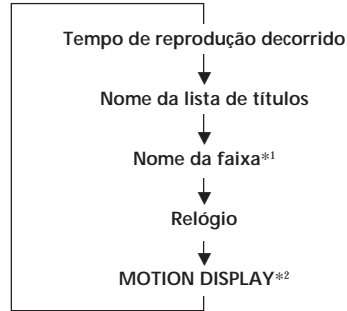 Tempo de reprodução decorrido
Nome da lista de títulos
Nome da faixa*1
Relógio
MOTION DISPLAY*2